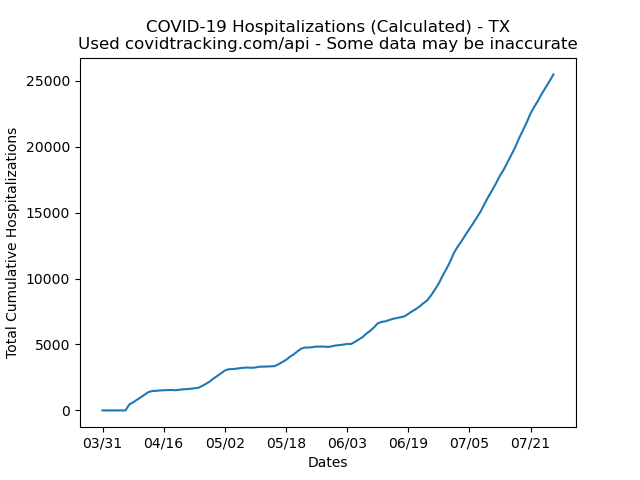 COVID-19 Hospitalizations (Calculated) - TX
Used covidtracking.com/api - Some data may be inaccurate
Total Cumulative Hospitalizations
25000
20000
15000
10000
5000
0
03/31 04/16 05/02 05/18 06/03 06/19 07/05 07/21
Dates